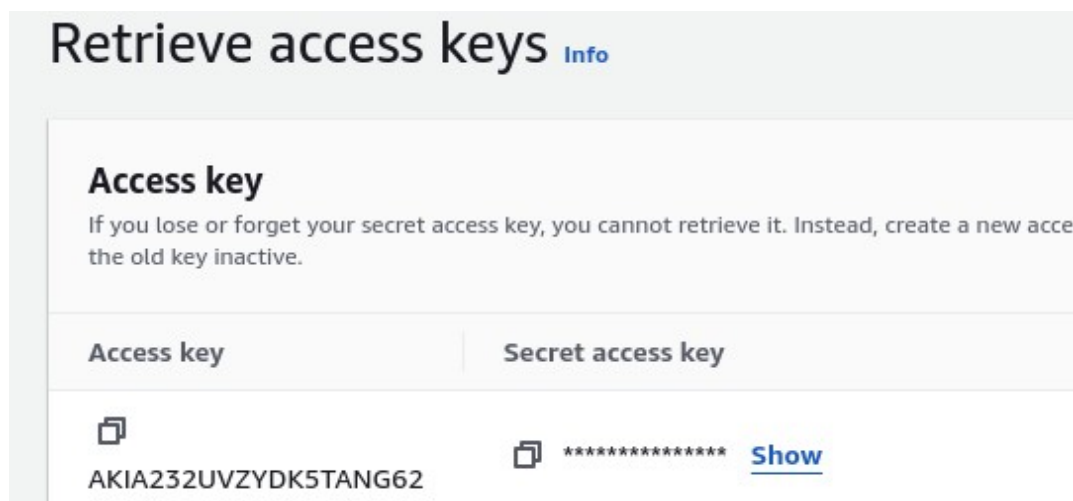 Retrieve access keys Info
Access key
If you lose or forget your secret access key, you cannot retrieve it. Instead, create a new acce
the old key inactive.
Access key Secret access key
*************** Show
AKIA232UVZYDK5TANG62